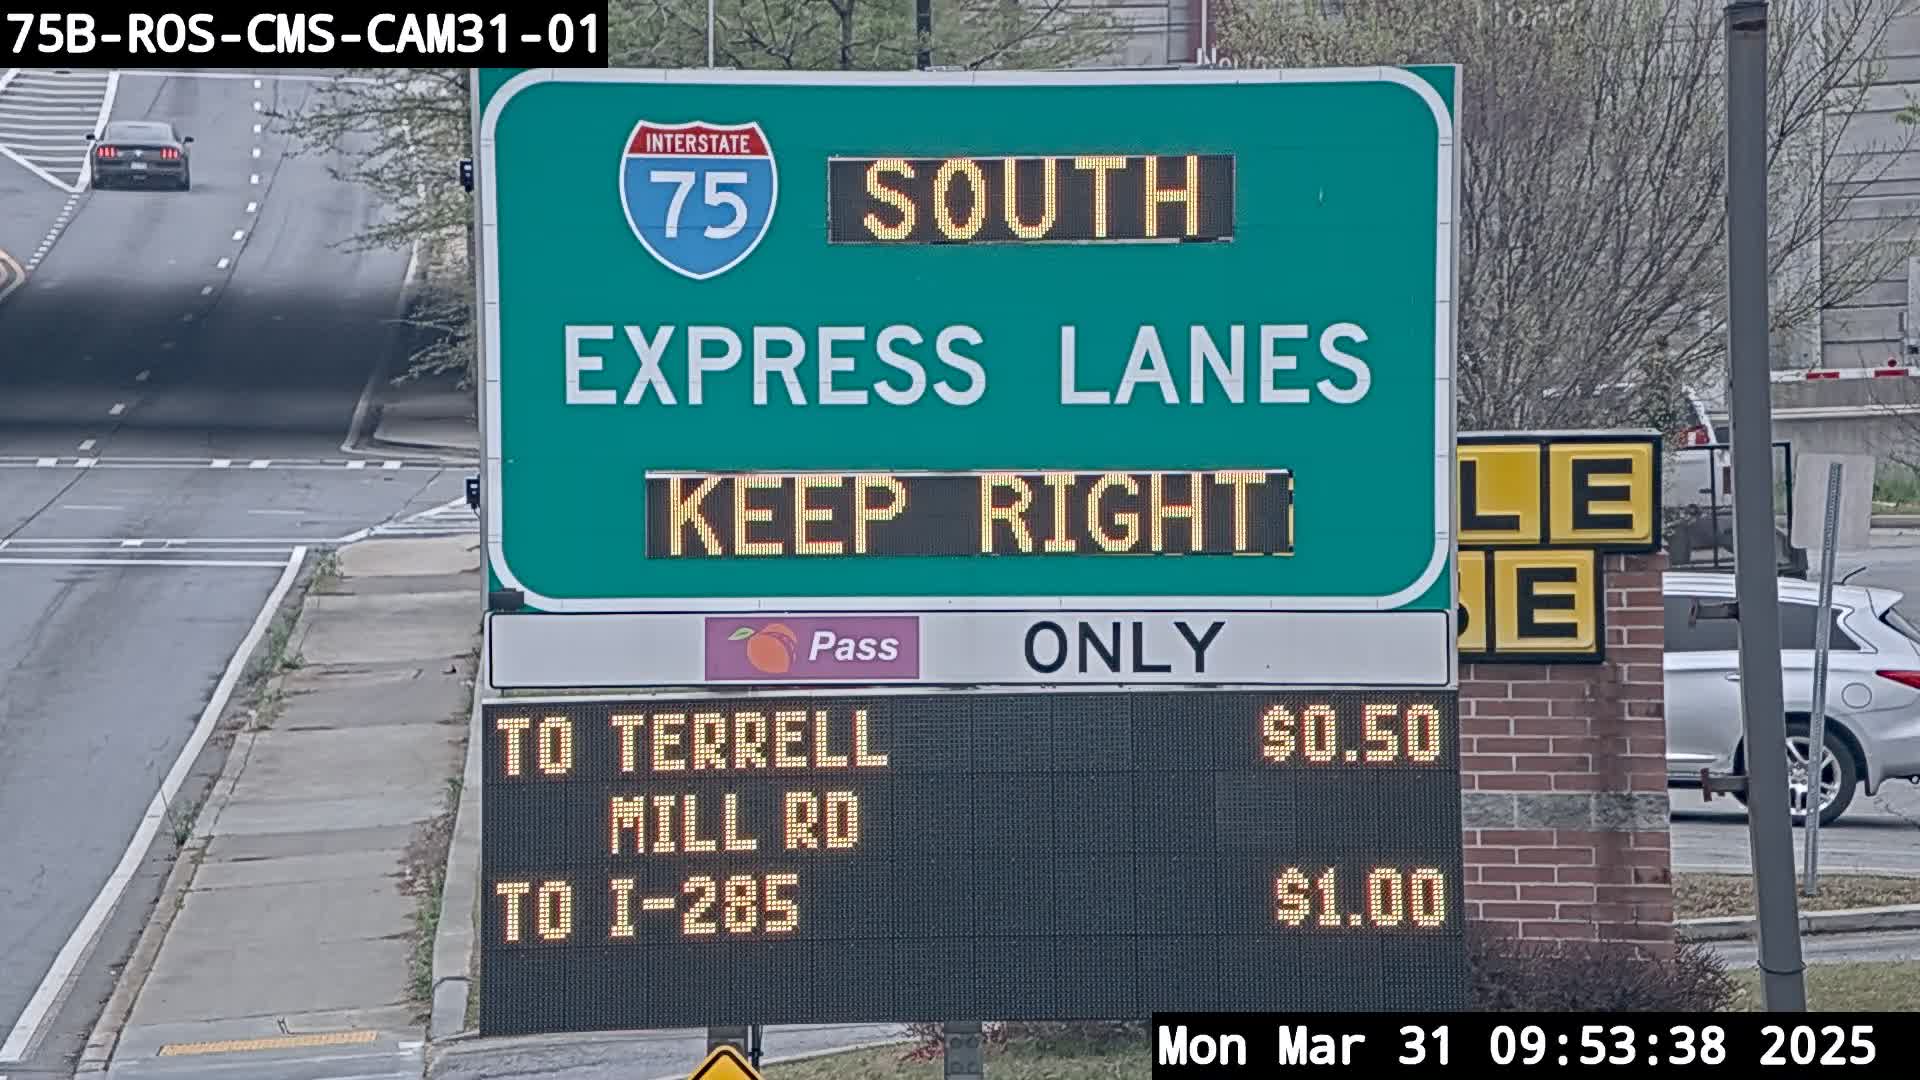 75B-ROS-CMS-CAM31-01
INTERSTATE
75
SOUTH
EXPRESS LANES
KEEP RIGHT
LE
E
Pass ONLY
TO TERRELL $0.50
MILL RD
TO I-285 $1.00
Mon Mar 31 09:53:38 2025